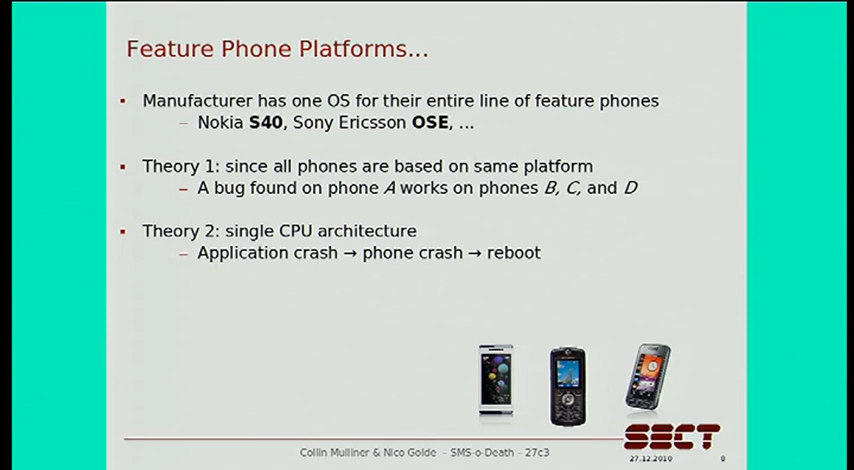 Feature Phone Platforms...
▪ Manufacturer has one OS for their entire line of feature phones
– Nokia S40, Sony Ericsson OSE, ...
▪ Theory 1: since all phones are based on same platform
– A bug found on phone A works on phones B, C, and D
▪ Theory 2: single CPU architecture
– Application crash → phone crash → reboot
SECT
Collin Mulliner & Nico Golde – SMS-o-Death – 27c3
27.12.2010